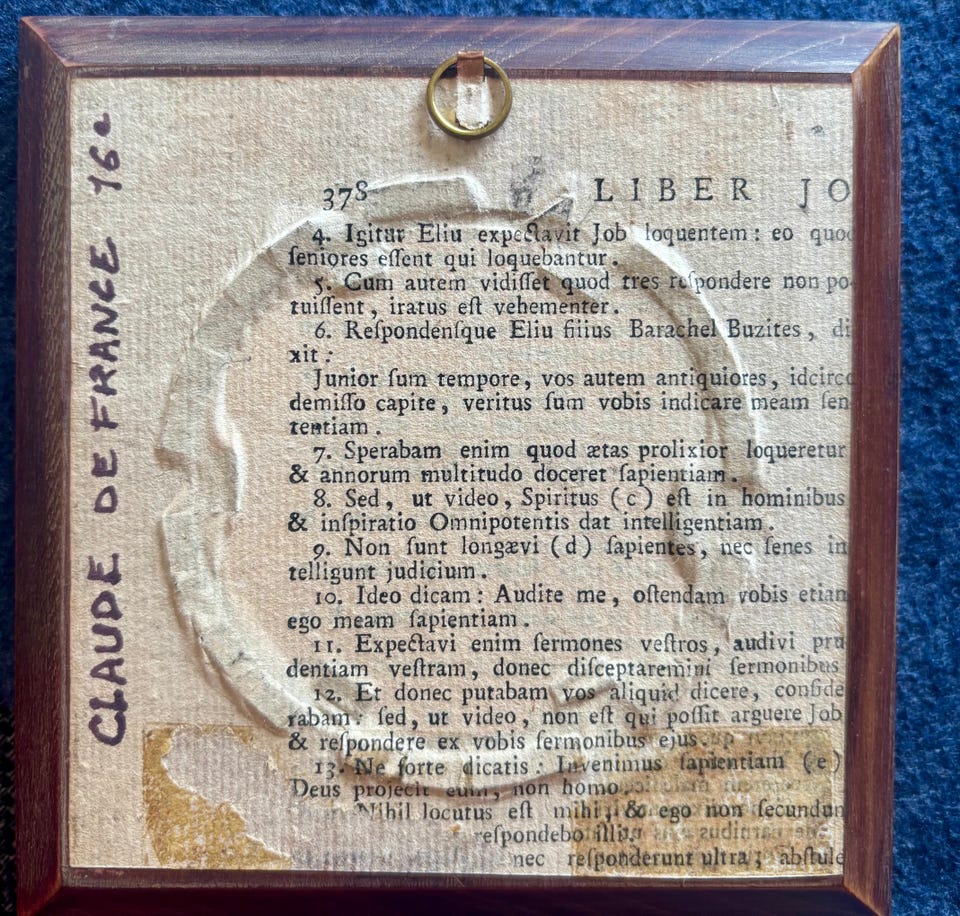 CLAUDE DE FRANCE 16e
378 LIBER JO
4. Igitur Eliu expectavit Job loquentem: eo quod
ſeniores eſſent qui loquebantur.
5. Cum autem vidiſſet quod tres reſpondere non po-
tuiſſent, iratus eſt vehementer.
6. Reſpondenſque Eliu filius Barachel Buzites, di
xit:
Junior ſum tempore, vos autem antiquiores, idcirco
demiſſo capite, veritus ſum vobis indicare meam ſen
tentiam.
7. Sperabam enim quod ætas prolixior loqueretur
& annorum multitudo doceret ſapientiam.
8. Sed, ut video, Spiritus (c) eſt in hominibus
& inſpiratio Omnipotentis dat intelligentiam.
9. Non ſunt longævi (d) ſapientes, nec ſenes in
telligunt judicium.
10. Ideo dicam: Audite me, oſtendam vobis etiam
ego meam ſapientiam.
11. Expectavi enim ſermones veſtros, audivi pru
dentiam veſtram, donec diſceptaremini ſermonibus
12. Et donec putabam vos aliquid dicere, conſide
rabam: ſed, ut video, non eſt qui poſſit arguere Job
& reſpondere ex vobis ſermonibus ejus.
13. Ne forte dicatis: Invenimus ſapientiam (e)
Deus projecit eum, non homo
Nihil locutus eſt mihi; & ego non ſecundum
reſpondebo illi
nec reſponderunt ultra; abſtule